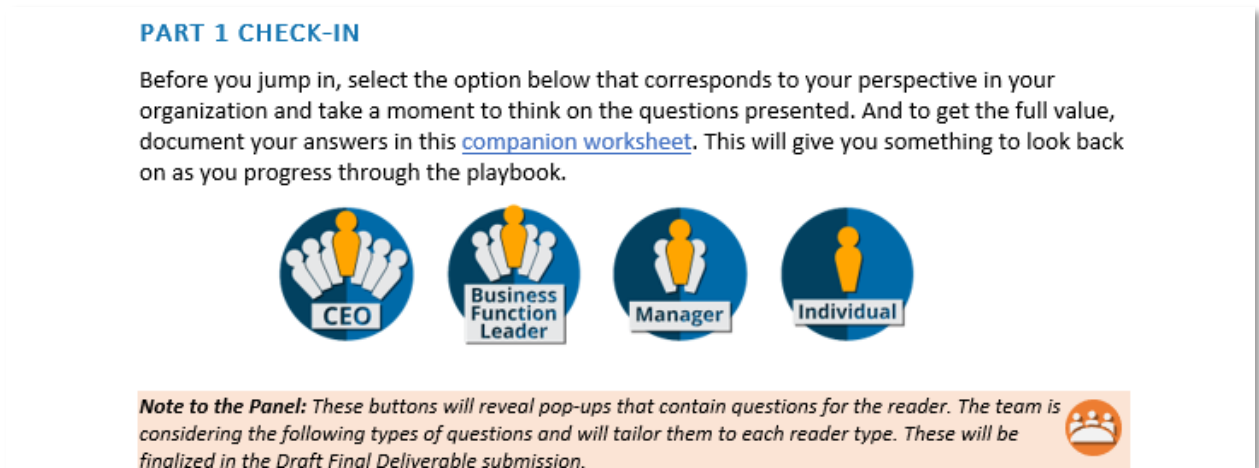 PART 1 CHECK-IN
Before you jump in, select the option below that corresponds to your perspective in your
organization and take a moment to think on the questions presented. And to get the full value,
document your answers in this companion worksheet. This will give you something to look back
on as you progress through the playbook.
CEO
Business
Function
Leader
Manager
Individual
Note to the Panel: These buttons will reveal pop-ups that contain questions for the reader. The team is
considering the following types of questions and will tailor them to each reader type. These will be
finalized in the Draft Final Deliverable submission.